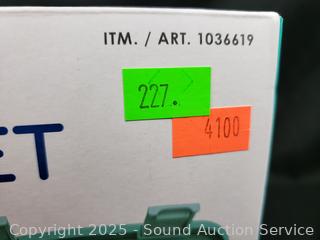 ITM. / ART. 1036619
227.
4100
ET
Copyright © 2025 - Sound Auction Service